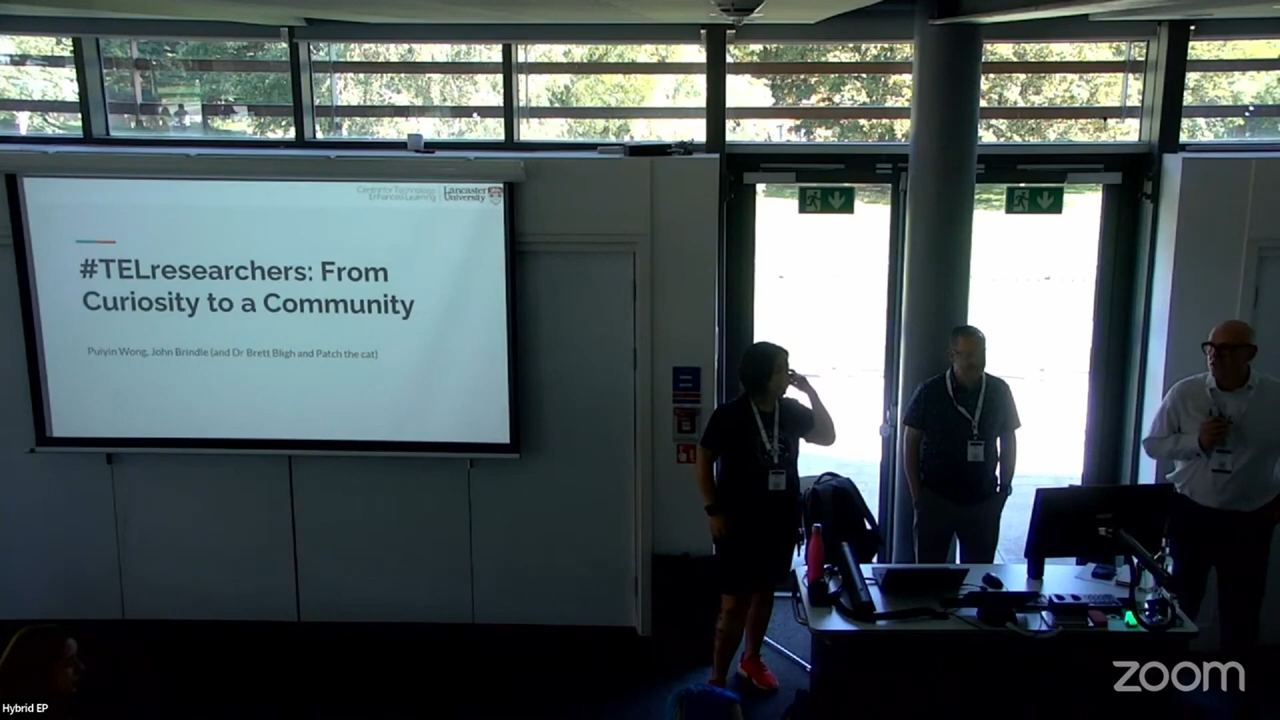 Centre for Technology
Enhanced Learning
Lancaster
University
#TELresearchers: From
Curiosity to a Community
Puiyin Wong, John Brindle (and Dr Brett Bligh and Patch the cat)
zoom
Hybrid EP